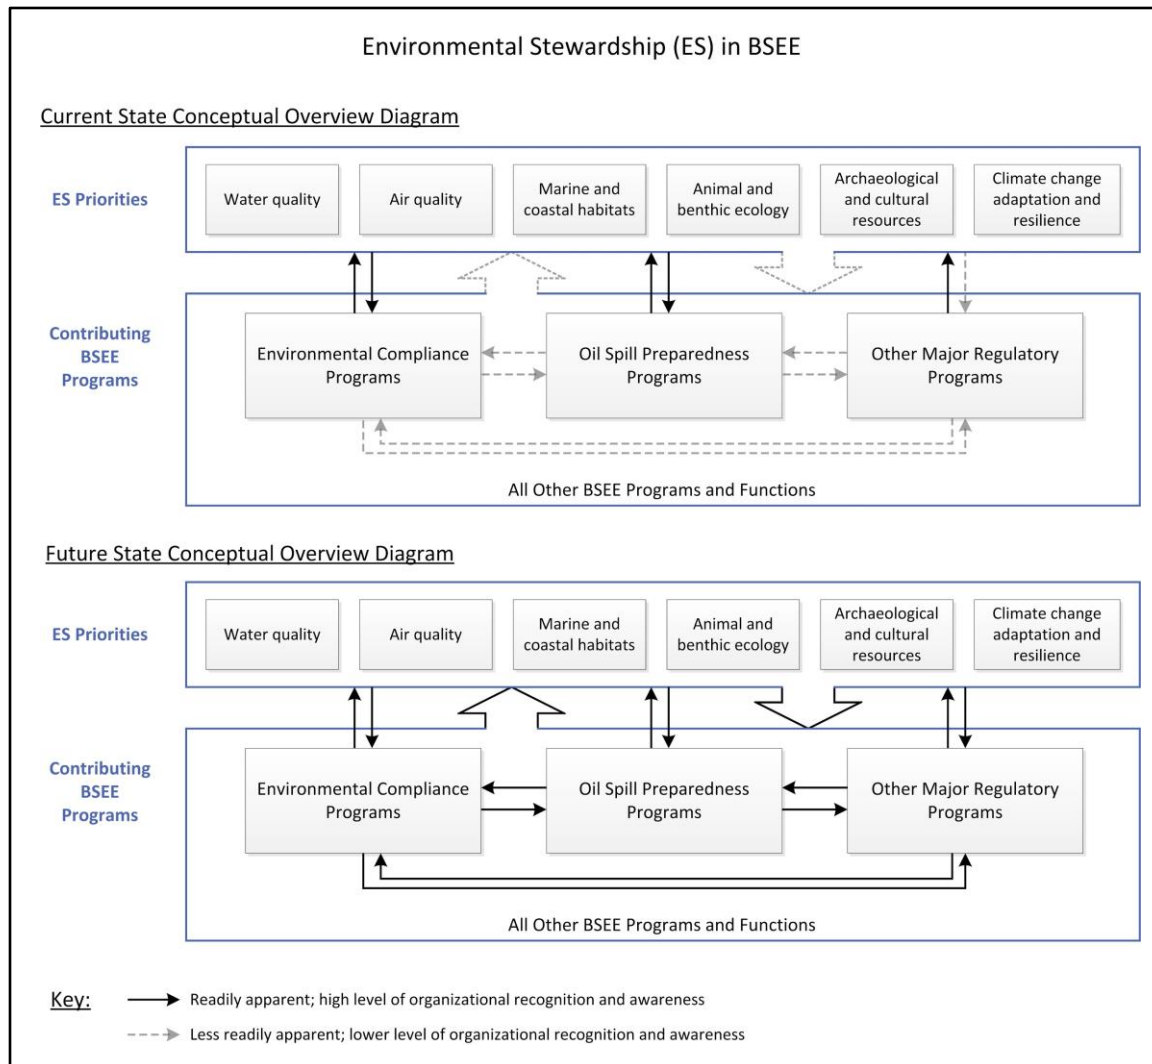 Environmental Stewardship (ES) in BSEE
Current State Conceptual Overview Diagram
ES Priorities
Water quality
Air quality
Marine and
coastal habitats
Animal and
benthic ecology
Archaeological
and cultural
resources
Climate change
adaptation and
resilience
Contributing
BSEE
Programs
Environmental Compliance
Programs
Oil Spill Preparedness
Programs
Other Major Regulatory
Programs
All Other BSEE Programs and Functions
Future State Conceptual Overview Diagram
ES Priorities
Water quality
Air quality
Marine and
coastal habitats
Animal and
benthic ecology
Archaeological
and cultural
resources
Climate change
adaptation and
resilience
Contributing
BSEE
Programs
Environmental Compliance
Programs
Oil Spill Preparedness
Programs
Other Major Regulatory
Programs
All Other BSEE Programs and Functions
Key:
Readily apparent; high level of organizational recognition and awareness
Less readily apparent; lower level of organizational recognition and awareness